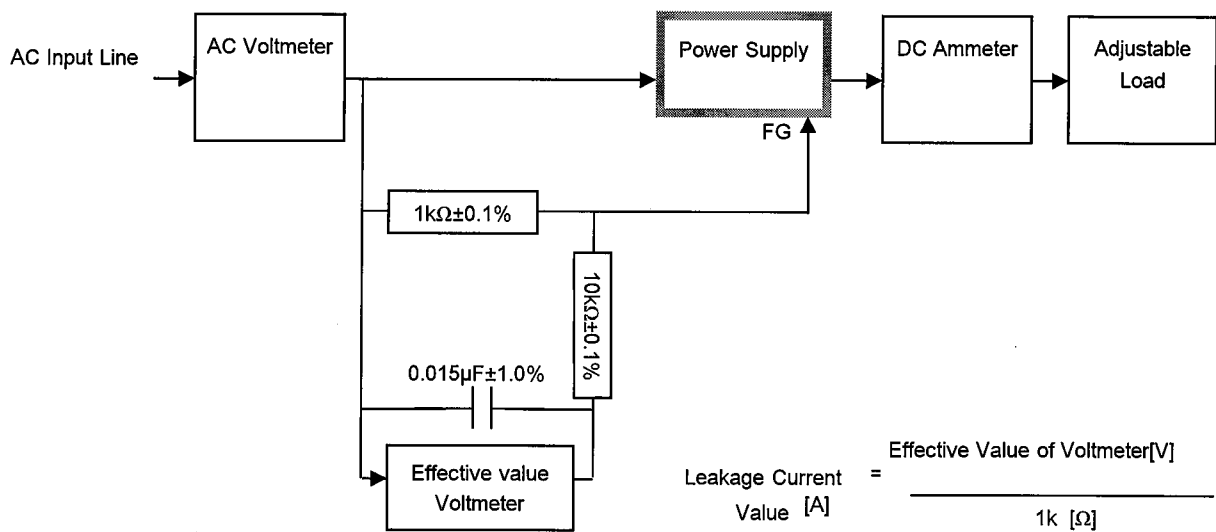 AC Input Line
AC Voltmeter
Power Supply
DC Ammeter
Adjustable
Load
FG
1kΩ±0.1%
10kΩ±0.1%
0.015μF±1.0%
Effective value
Voltmeter
Leakage Current
Value [A]
=
Effective Value of Voltmeter[V]
1k [Ω]